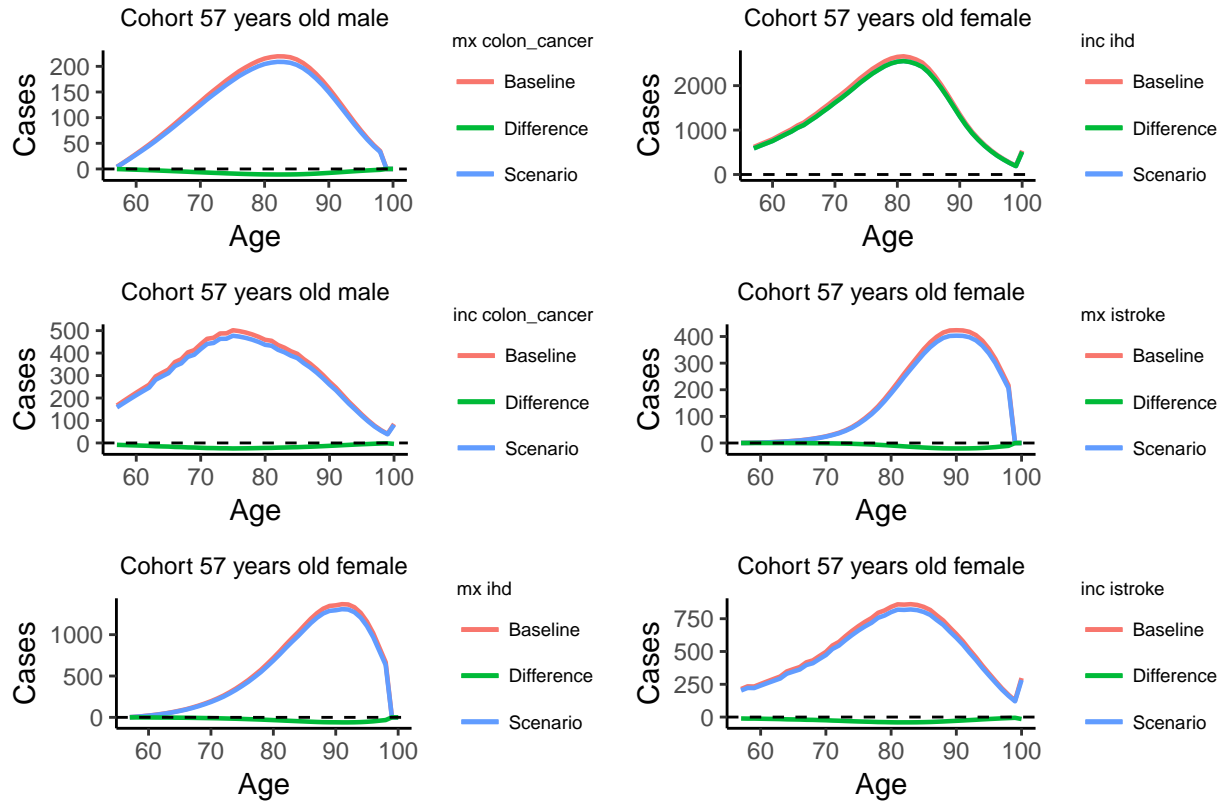 Cohort 57 years old male
Cases
200
150
100
50
0
60 70 80 90 100
Age
mx colon_cancer
Baseline
Difference
Scenario
Cohort 57 years old female
Cases
2000
1000
0
60 70 80 90 100
Age
inc ihd
Baseline
Difference
Scenario
Cohort 57 years old male
Cases
500
400
300
200
100
0
60 70 80 90 100
Age
inc colon_cancer
Baseline
Difference
Scenario
Cohort 57 years old female
Cases
400
300
200
100
0
60 70 80 90 100
Age
mx istroke
Baseline
Difference
Scenario
Cohort 57 years old female
Cases
1000
500
0
60 70 80 90 100
Age
mx ihd
Baseline
Difference
Scenario
Cohort 57 years old female
Cases
750
500
250
0
60 70 80 90 100
Age
inc istroke
Baseline
Difference
Scenario